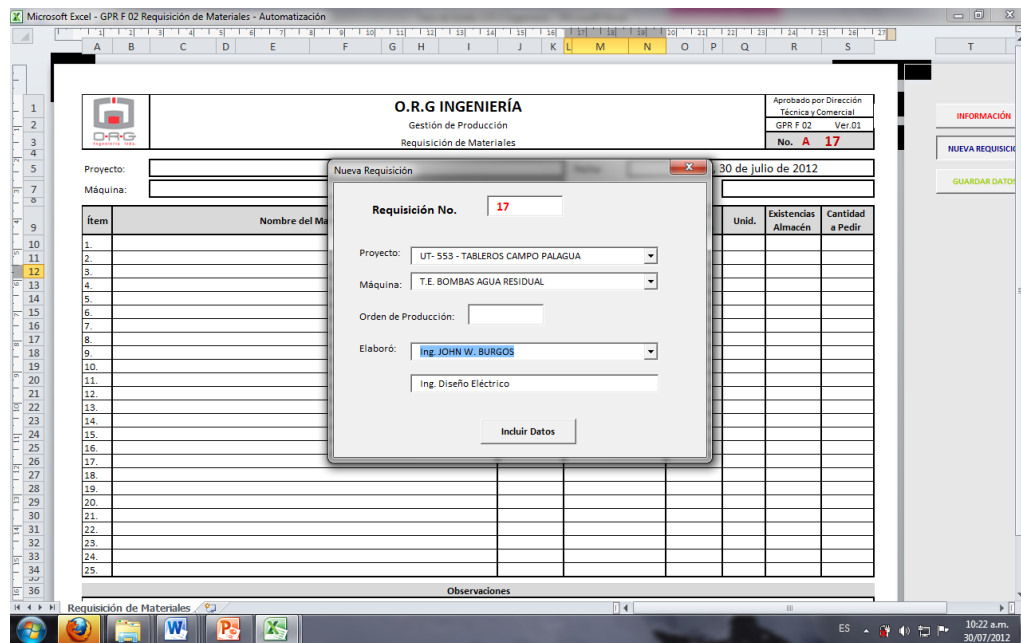 Microsoft Excel - GPR F 02 Requisición de Materiales - Automatización
A B C D E F G H I J K L M N O P Q R S T
O.R.G
Ingeniería ltda.
O.R.G INGENIERÍA
Gestión de Producción
Requisición de Materiales
Aprobado por Dirección
Técnica y Comercial
GPR F 02 Ver.01
No. A 17
INFORMACIÓN
NUEVA REQUISICI
GUARDAR DATOS
Proyecto:
, 30 de julio de 2012
Máquina:
Ítem
Nombre del Ma
Unid.
Existencias
Almacén
Cantidad
a Pedir
Nueva Requisición
Requisición No. 17
Proyecto: UT- 553 - TABLEROS CAMPO PALAGUA
Máquina: T.E. BOMBAS AGUA RESIDUAL
Orden de Producción:
Elaboró: Ing. JOHN W. BURGOS
Ing. Diseño Eléctrico
Incluir Datos
1.
2.
3.
4.
5.
6.
7.
8.
9.
10.
11.
12.
13.
14.
15.
16.
17.
18.
19.
20.
21.
22.
23.
24.
25.
Observaciones
Requisición de Materiales
ES
10:22 a.m.
30/07/2012